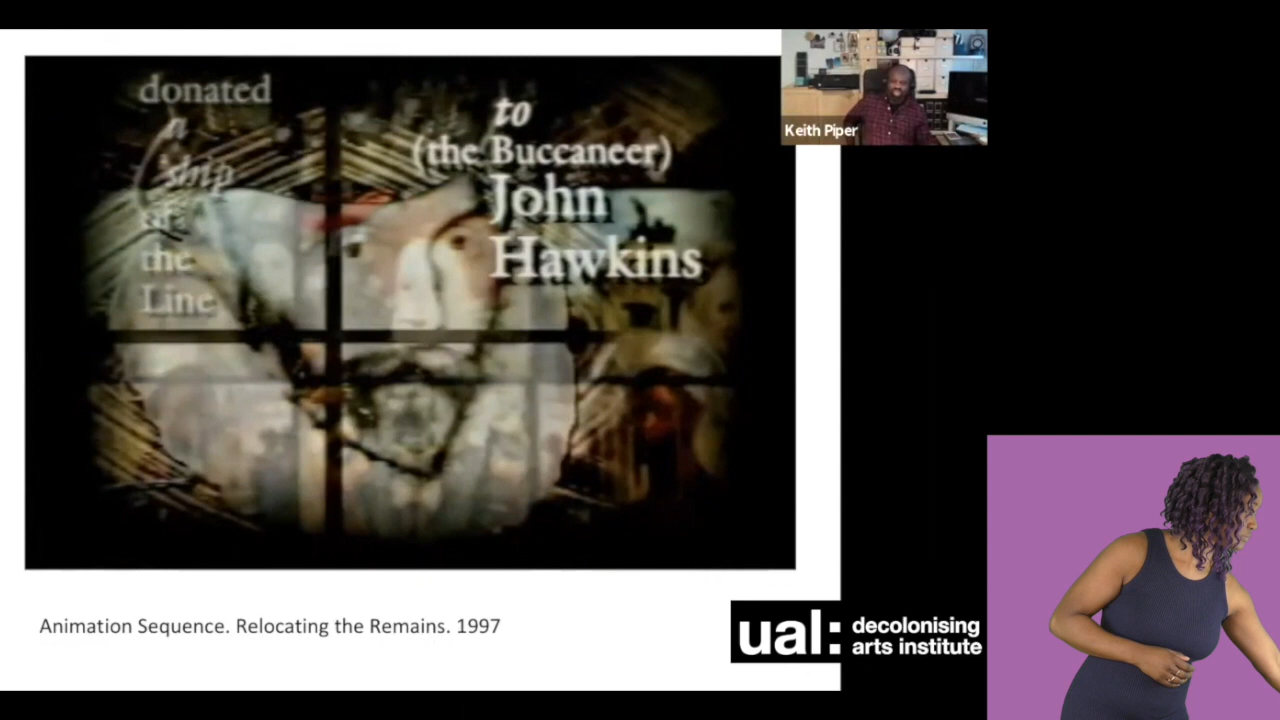 donated
a
'ship
of
the
Line
to
(the Buccaneer)
John
Hawkins
Keith Piper
Animation Sequence. Relocating the Remains. 1997
ual:
decolonising
arts institute